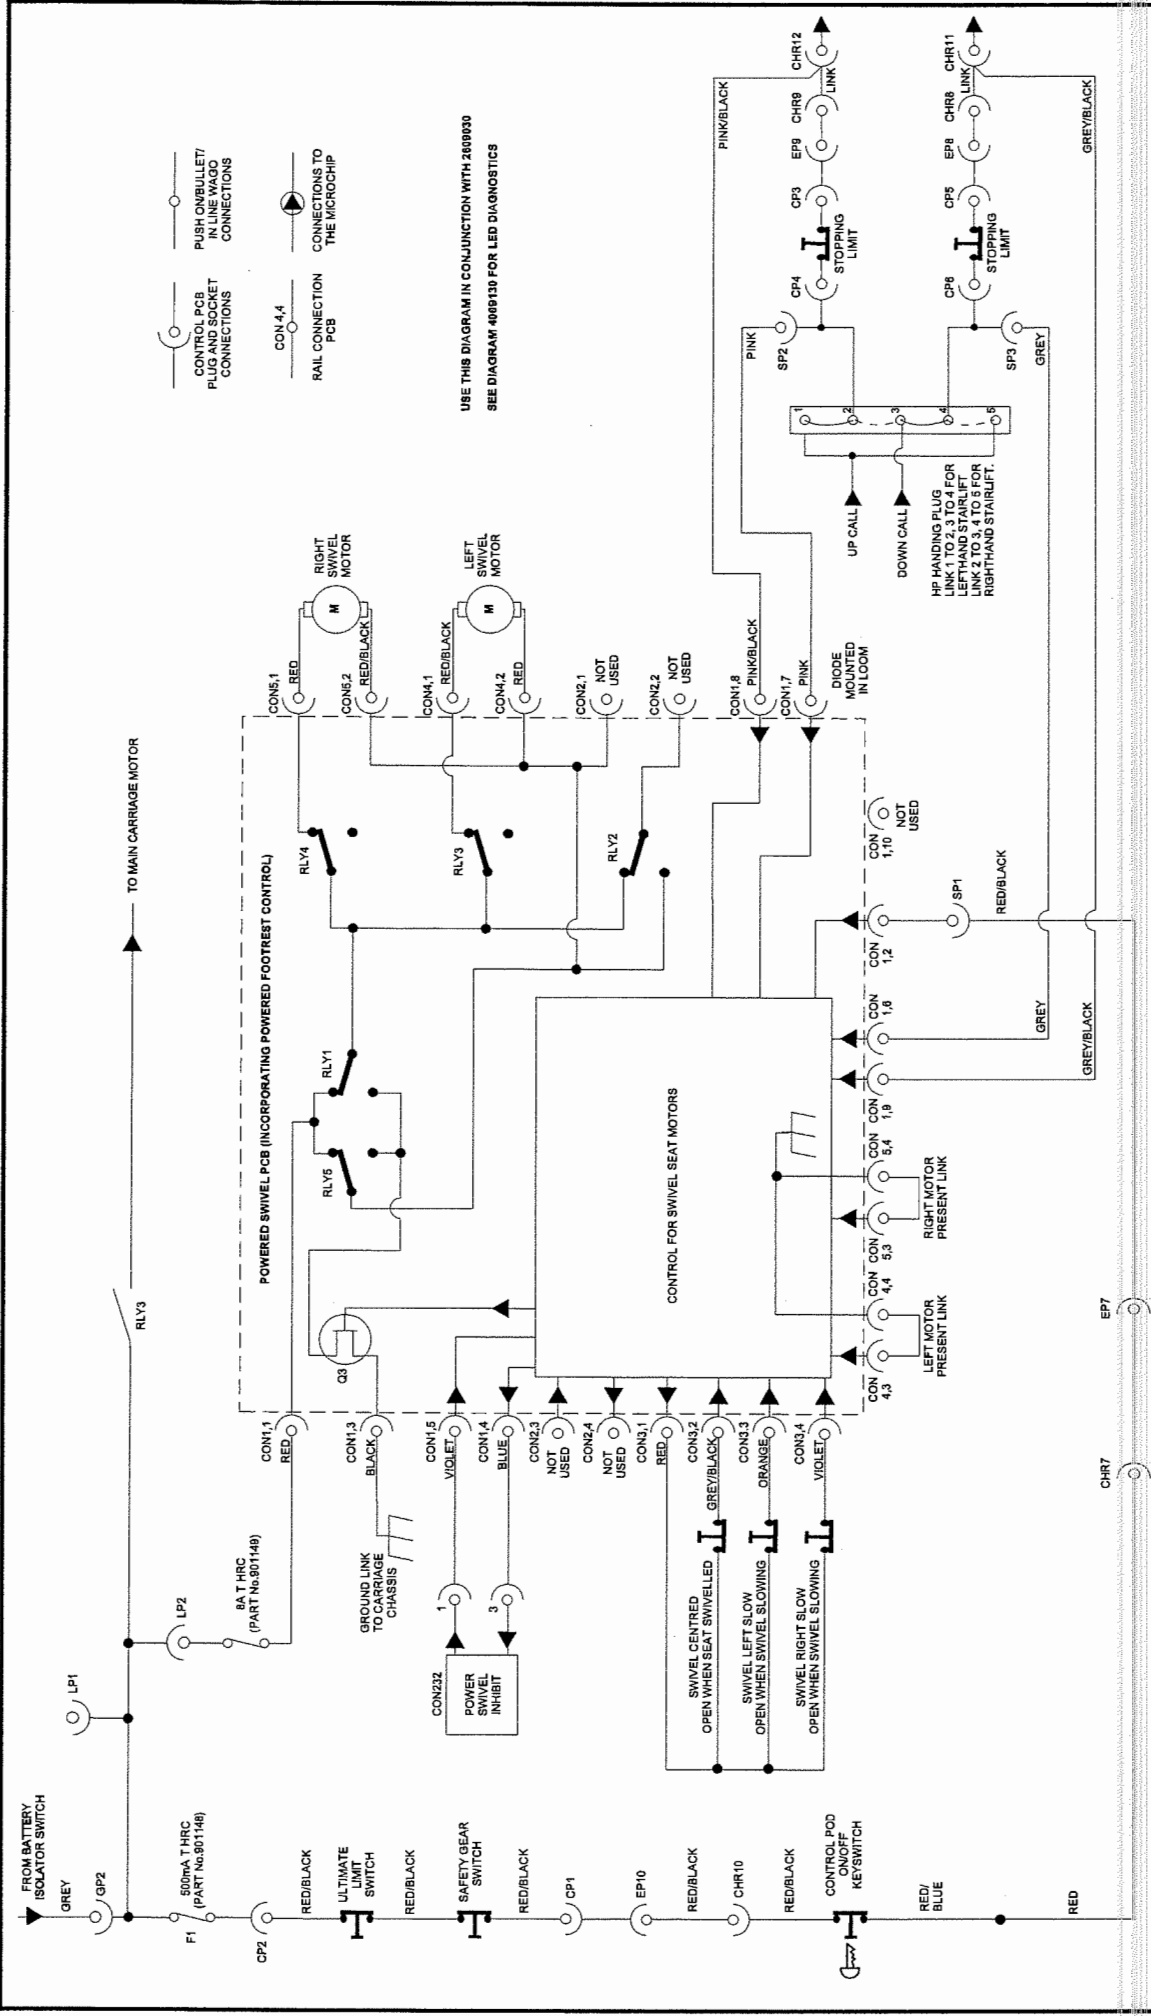 FROM BATTERY
ISOLATOR SWITCH
GREY
GP2
LP1
LP2
F1
500mA T HRC
(PART No.901148)
8A T HRC
(PART No.901149)
CP2
RED/BLACK
ULTIMATE
LIMIT
SWITCH
RED/BLACK
SAFETY GEAR
SWITCH
RED/BLACK
CP1
EP10
RED/BLACK
CHR10
RED/BLACK
CONTROL POD
ON/OFF
KEYSWITCH
RED/
BLUE
RED
CHR7
EP7
RLY3
TO MAIN CARRIAGE MOTOR
POWERED SWIVEL PCB (INCORPORATING POWERED FOOTREST CONTROL)
CON1,1
RED
CON1,3
BLACK
GROUND LINK
TO CARRIAGE
CHASSIS
CON1,5
VIOLET
CON1,4
BLUE
1
3
CON232
POWER
SWIVEL
INHIBIT
CON2,3
NOT
USED
CON2,4
NOT
USED
CON3,1
RED
CON3,2
GREY/BLACK
CON3,3
ORANGE
CON3,4
VIOLET
SWIVEL CENTRED
OPEN WHEN SEAT SWIVELLED
SWIVEL LEFT SLOW
OPEN WHEN SWIVEL SLOWING
SWIVEL RIGHT SLOW
OPEN WHEN SWIVEL SLOWING
Q3
RLY5
RLY1
RLY4
RLY3
RLY2
CONTROL FOR SWIVEL SEAT MOTORS
CON
4,3
CON
4,4
LEFT MOTOR
PRESENT LINK
CON
5,3
CON
5,4
RIGHT MOTOR
PRESENT LINK
CON
1,9
CON
1,6
CON
1,2
CON
1,10
NOT
USED
GREY/BLACK
GREY
SP1
RED/BLACK
CON5,1
RED
CON5,2
RED/BLACK
M
RIGHT
SWIVEL
MOTOR
CON4,1
RED/BLACK
CON4,2
RED
M
LEFT
SWIVEL
MOTOR
CON2,1
NOT
USED
CON2,2
NOT
USED
CON1,8
PINK/BLACK
CON1,7
PINK
DIODE
MOUNTED
IN LOOM
UP CALL
DOWN CALL
HP HANDING PLUG
LINK 1 TO 2, 3 TO 4 FOR
LEFTHAND STAIRLIFT
LINK 2 TO 3, 4 TO 5 FOR
RIGHTHAND STAIRLIFT.
1
2
3
4
5
PINK
SP2
SP3
GREY
CP4
STOPPING
LIMIT
CP3
EP9
CHR9
LINK
CHR12
PINK/BLACK
CP6
STOPPING
LIMIT
CP5
EP8
CHR8
LINK
CHR11
GREY/BLACK
CONTROL PCB
PLUG AND SOCKET
CONNECTIONS
PUSH ON/BULLET/
IN LINE WAGO
CONNECTIONS
CON 4,4
RAIL CONNECTION
PCB
CONNECTIONS TO
THE MICROCHIP
USE THIS DIAGRAM IN CONJUNCTION WITH 2609030
SEE DIAGRAM 4069130 FOR LED DIAGNOSTICS